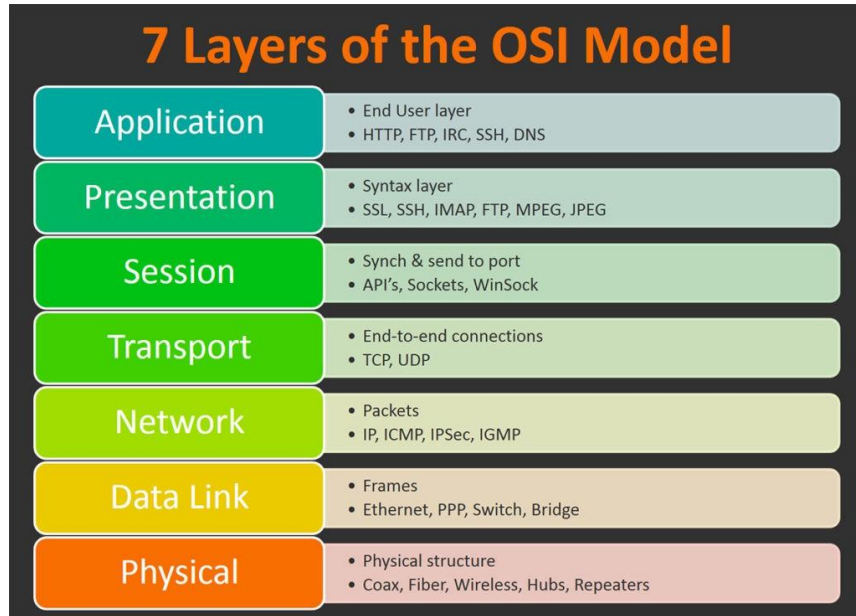 7 Layers of the OSI Model
Application
• End User layer
• HTTP, FTP, IRC, SSH, DNS
Presentation
• Syntax layer
• SSL, SSH, IMAP, FTP, MPEG, JPEG
Session
• Synch & send to port
• API's, Sockets, WinSock
Transport
• End-to-end connections
• TCP, UDP
Network
• Packets
• IP, ICMP, IPSec, IGMP
Data Link
• Frames
• Ethernet, PPP, Switch, Bridge
Physical
• Physical structure
• Coax, Fiber, Wireless, Hubs, Repeaters